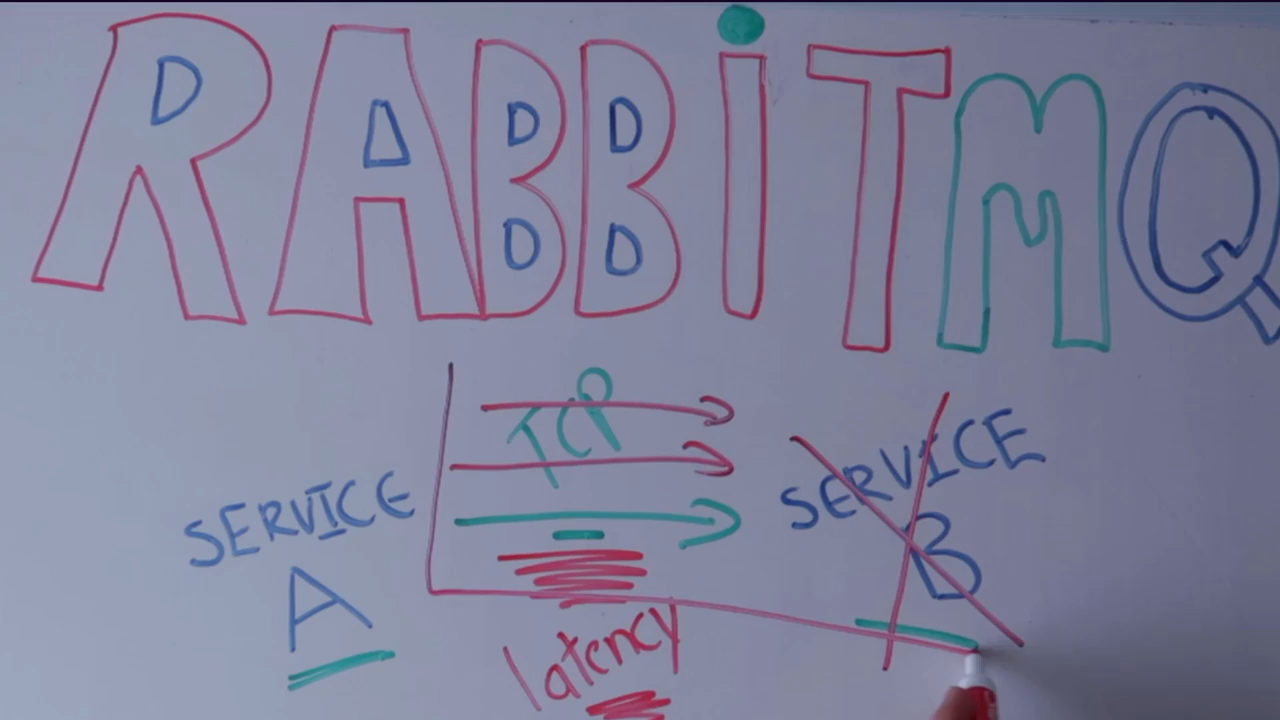 RABBiTMQ
TCP
SERVICE
A
SERVICE
B
latency